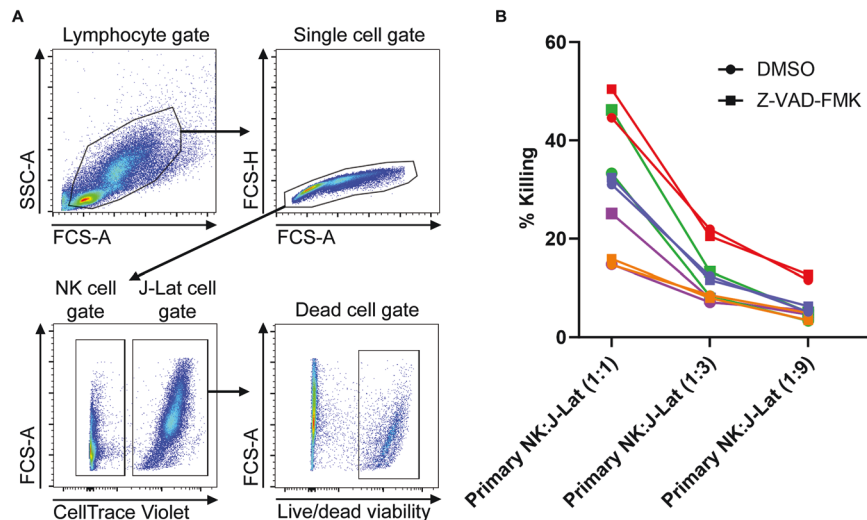 A
Lymphocyte gate
Single cell gate
SSC-A
FCS-A
FCS-H
FCS-A
NK cell
gate
J-Lat cell
gate
Dead cell gate
FCS-A
CellTrace Violet
FCS-A
Live/dead viability
B
60
40
20
0
% Killing
DMSO
Z-VAD-FMK
Primary NK:J-Lat (1:1)
Primary NK:J-Lat (1:3)
Primary NK:J-Lat (1:9)